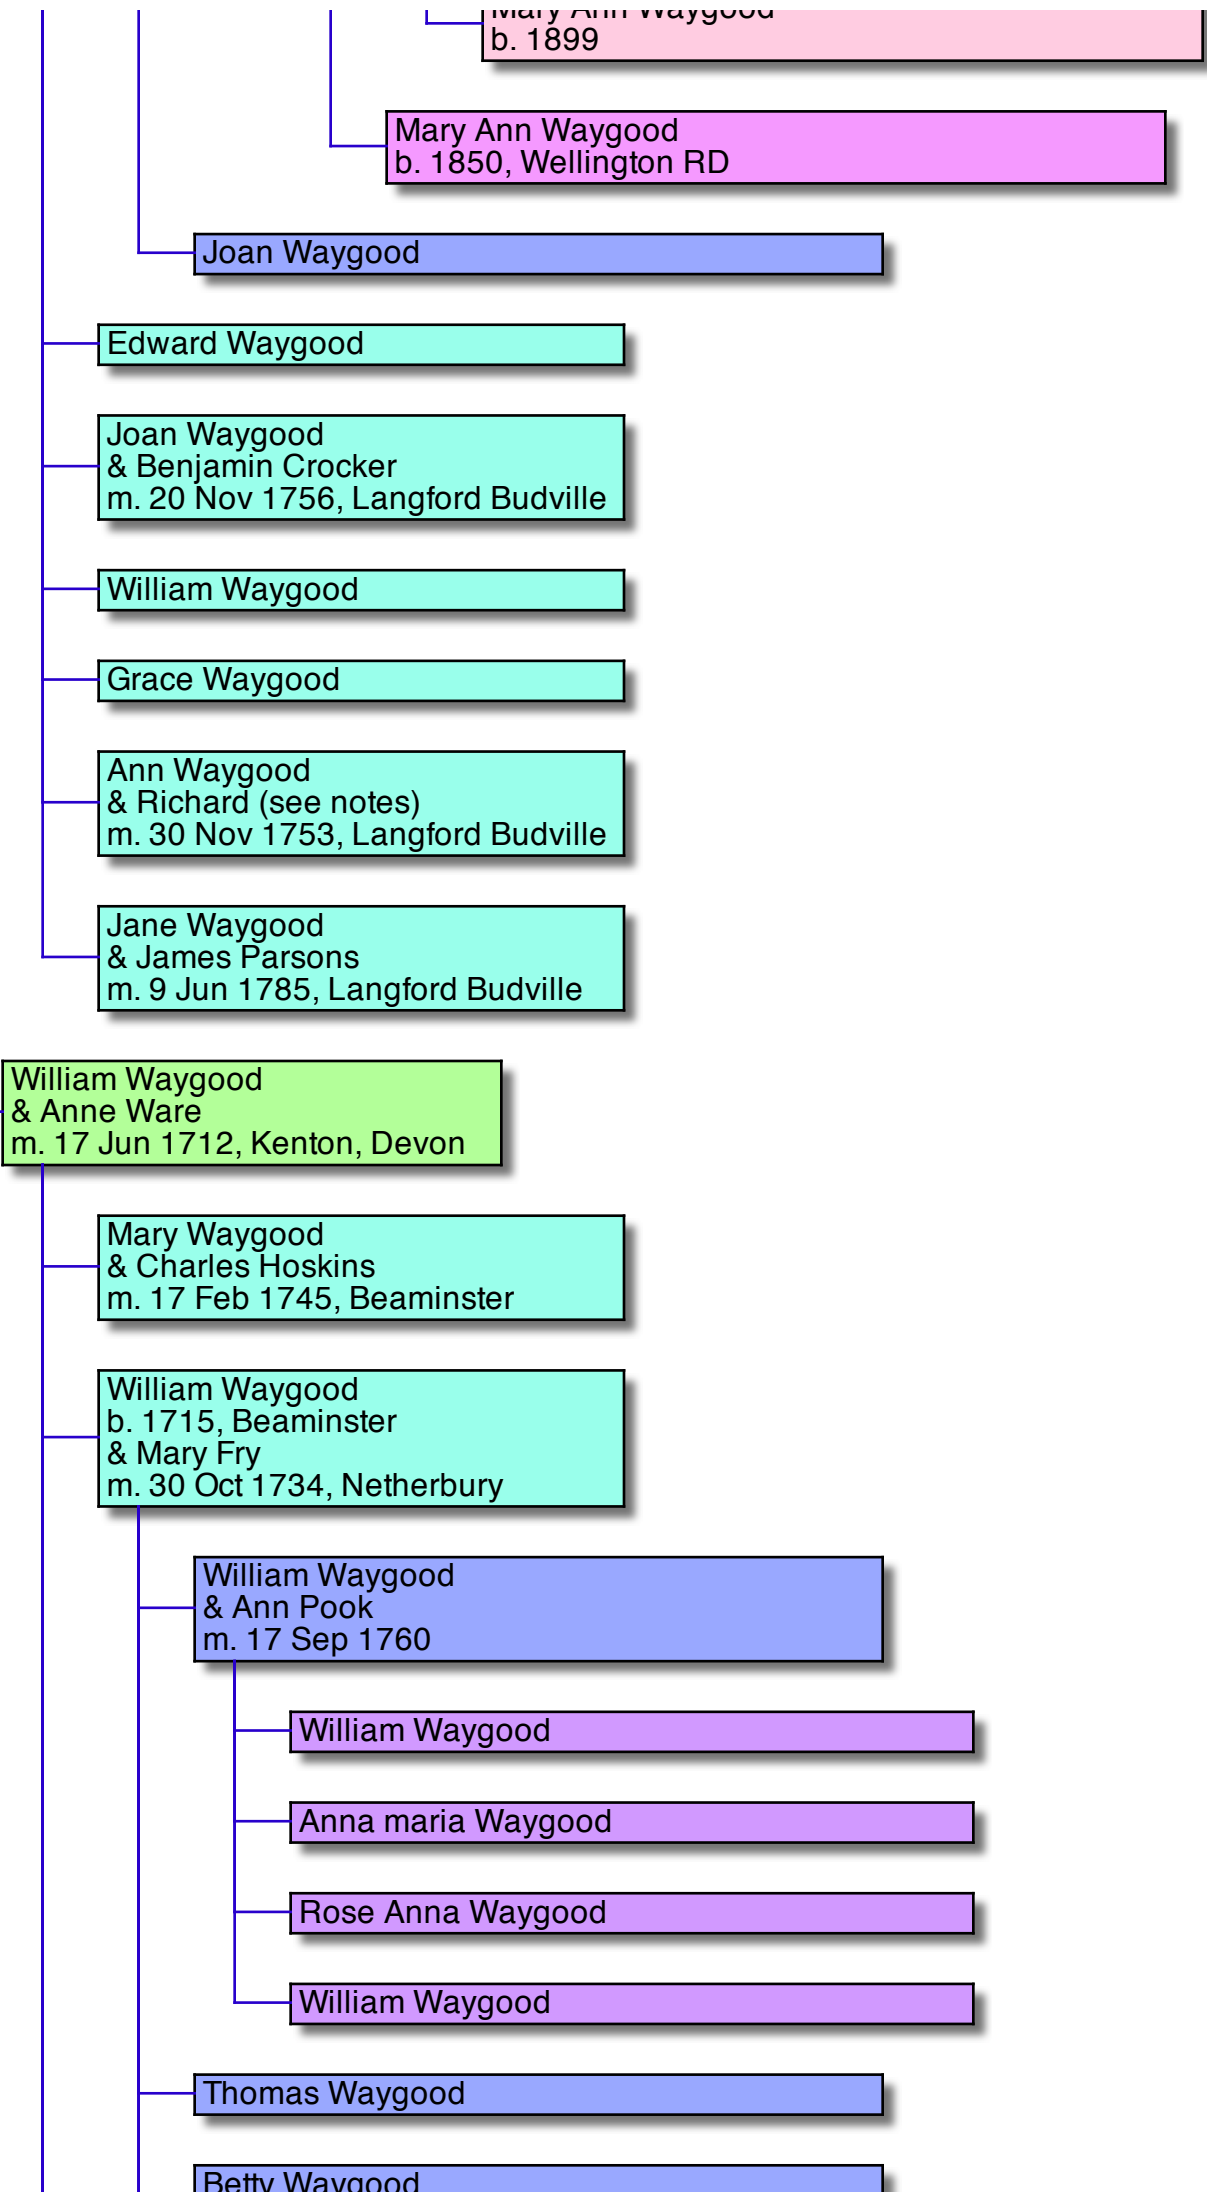 Mary Ann Waygood
b. 1899
Mary Ann Waygood
b. 1850, Wellington RD
Joan Waygood
Edward Waygood
Joan Waygood
& Benjamin Crocker
m. 20 Nov 1756, Langford Budville
William Waygood
Grace Waygood
Ann Waygood
& Richard (see notes)
m. 30 Nov 1753, Langford Budville
Jane Waygood
& James Parsons
m. 9 Jun 1785, Langford Budville
William Waygood
& Anne Ware
m. 17 Jun 1712, Kenton, Devon
Mary Waygood
& Charles Hoskins
m. 17 Feb 1745, Beaminster
William Waygood
b. 1715, Beaminster
& Mary Fry
m. 30 Oct 1734, Netherbury
William Waygood
& Ann Pook
m. 17 Sep 1760
William Waygood
Anna maria Waygood
Rose Anna Waygood
William Waygood
Thomas Waygood
Betty Waygood